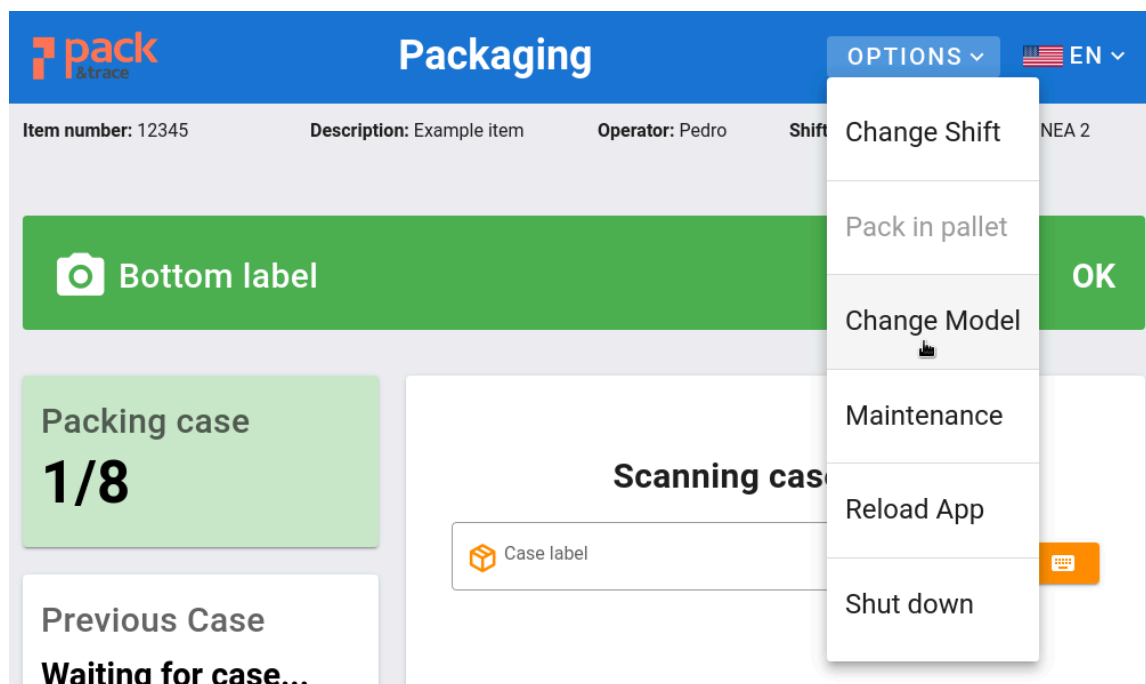 pack
&trace
Packaging
OPTIONS
EN
Item number: 12345
Description: Example item
Operator: Pedro
Shift
NEA 2
Change Shift
Pack in pallet
Change Model
Maintenance
Reload App
Shut down
Bottom label
OK
Packing case
1/8
Scanning cas
Case label
Previous Case
Waiting for case...